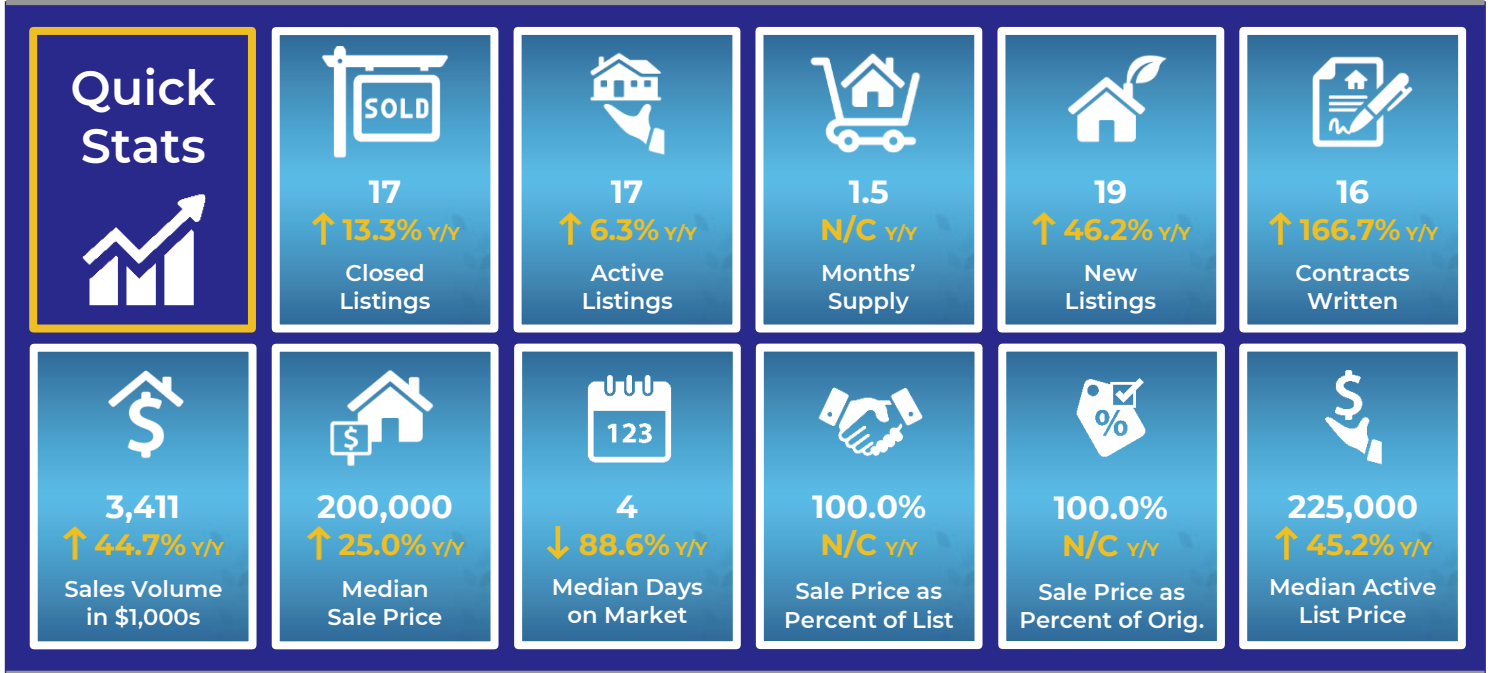 Quick
Stats
SOLD
17
↑ 13.3% Y/Y
Closed
Listings
17
↑ 6.3% Y/Y
Active
Listings
1.5
N/C Y/Y
Months’
Supply
19
↑ 46.2% Y/Y
New
Listings
16
↑ 166.7% Y/Y
Contracts
Written
$
3,411
↑ 44.7% Y/Y
Sales Volume
in $1,000s
$
200,000
↑ 25.0% Y/Y
Median
Sale Price
123
4
↓ 88.6% Y/Y
Median Days
on Market
100.0%
N/C Y/Y
Sale Price as
Percent of List
%
100.0%
N/C Y/Y
Sale Price as
Percent of Orig.
$
225,000
↑ 45.2% Y/Y
Median Active
List Price